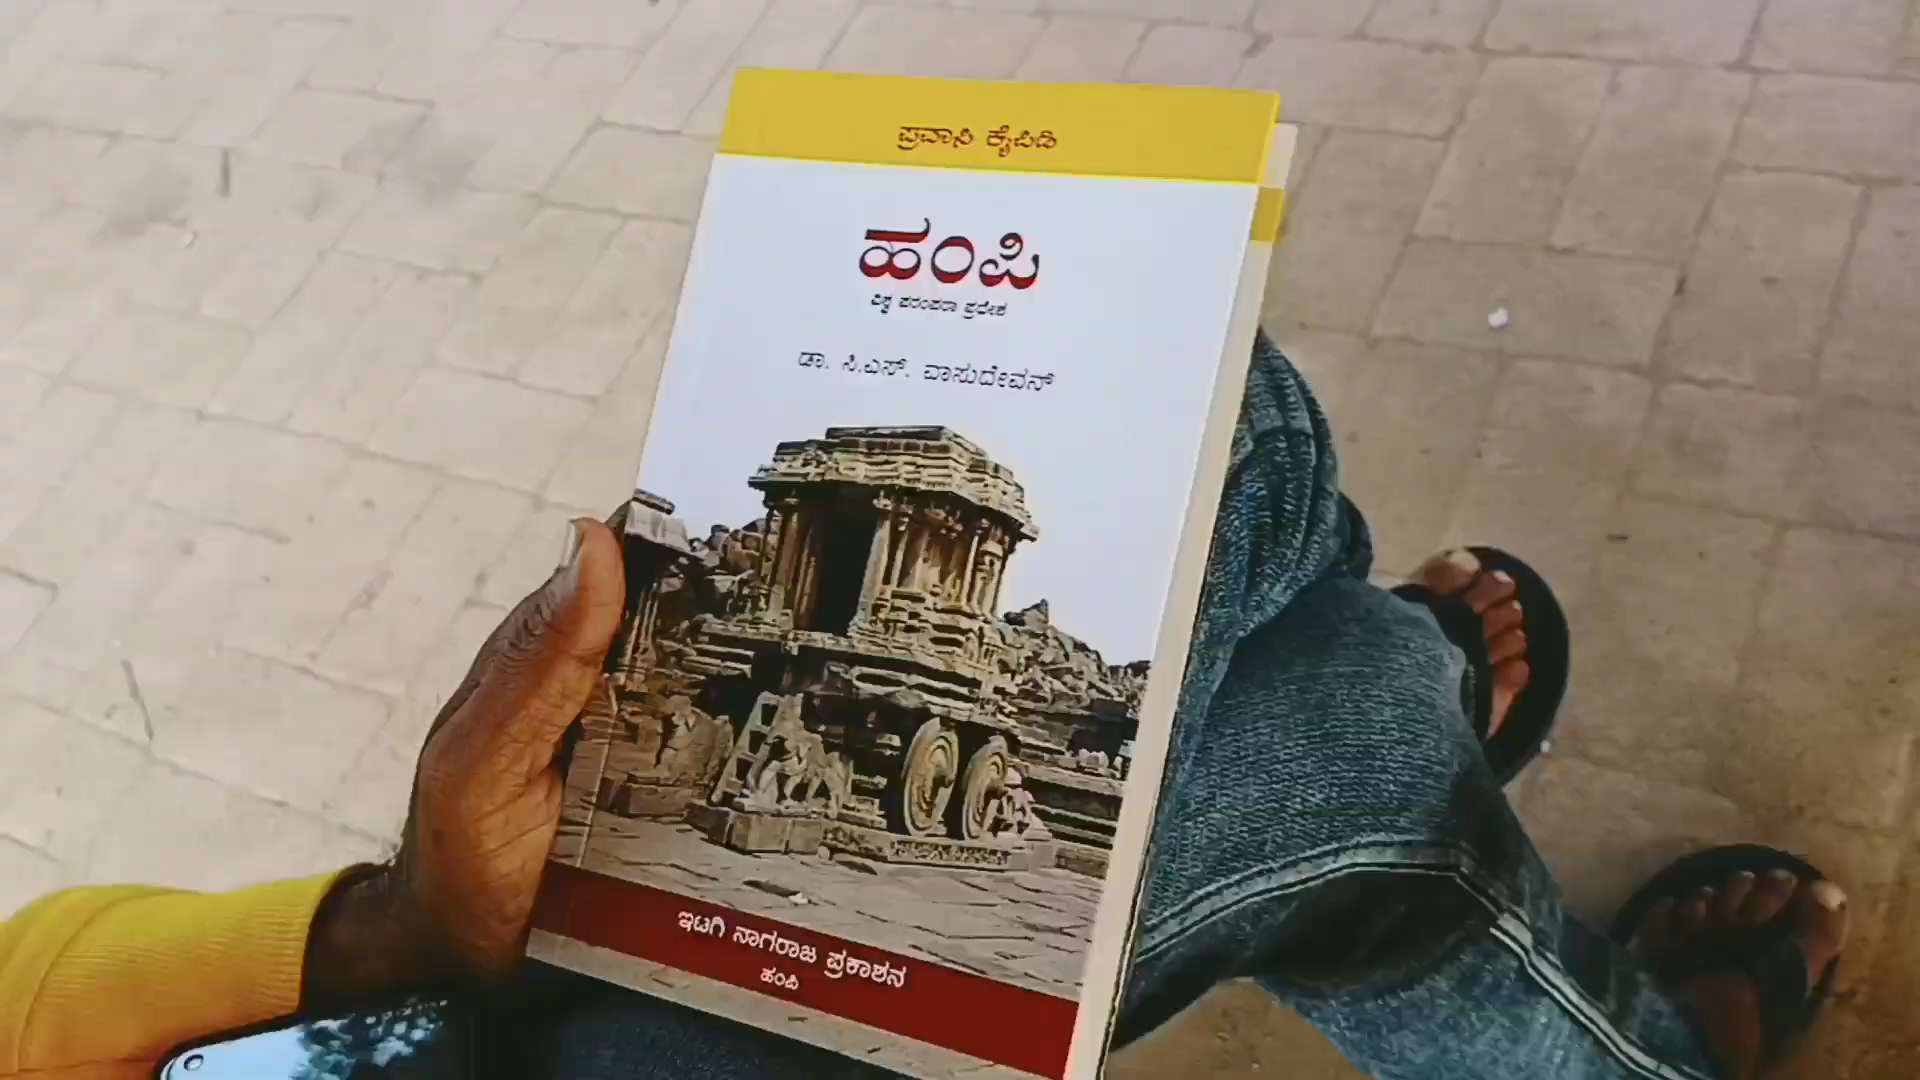 ಪ್ರವಾಸಿ ಕೈಪಿಡಿ
ಹಂಪಿ
ವಿಶ್ವ ಪರಂಪರಾ ಪ್ರದೇಶ
ಡಾ. ಸಿ.ಎಸ್. ವಾಸುದೇವನ್
ಇಟಗಿ ನಾಗರಾಜ ಪ್ರಕಾಶನ
ಹಂಪಿ